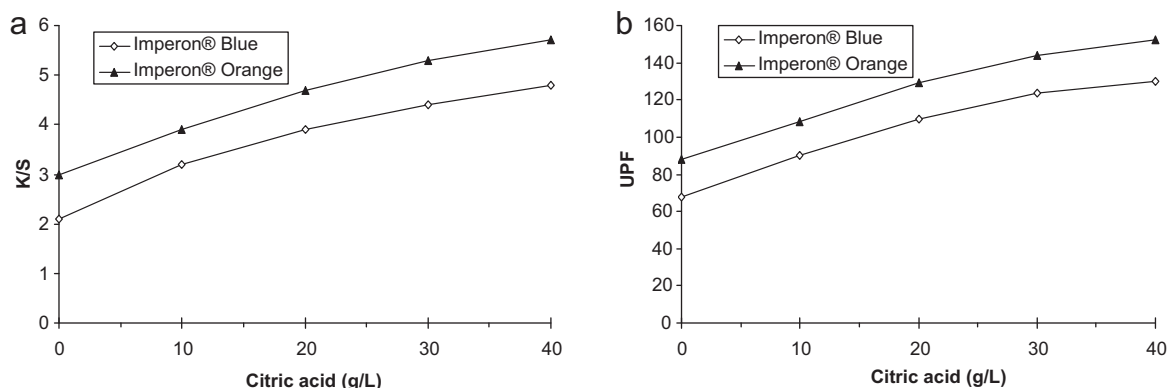 a
6
5
4
3
2
1
0
K/S
Imperon® Blue
Imperon® Orange
0 10 20 30 40
Citric acid (g/L)
b
160
140
120
100
80
60
40
20
0
UPF
Imperon® Blue
Imperon® Orange
0 10 20 30 40
Citric acid (g/L)